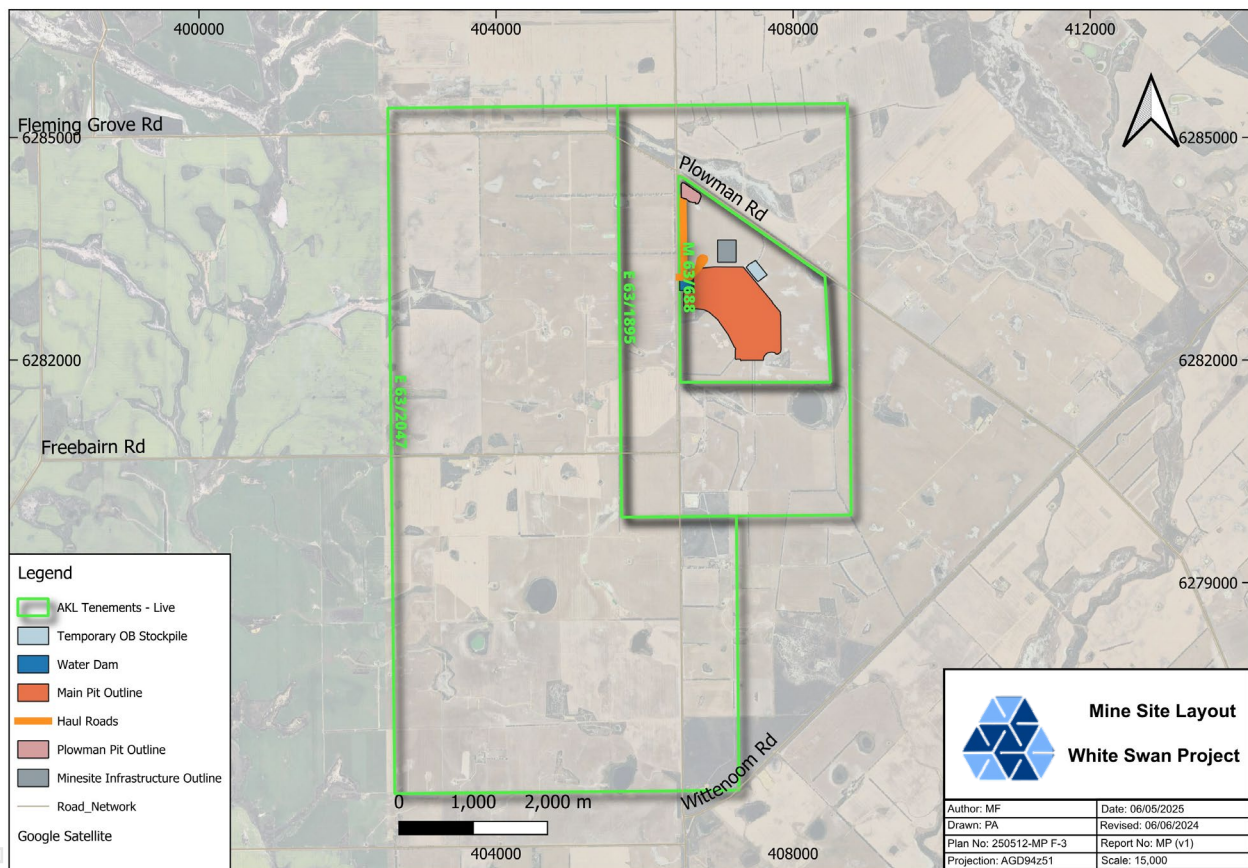 400000
404000
408000
412000
Fleming Grove Rd
6285000
6285000
Plowman Rd
M 63/688
E 63/1895
6282000
6282000
E 63/2047
Freebairn Rd
6279000
Legend
AKL Tenements - Live
Temporary OB Stockpile
Water Dam
Main Pit Outline
Haul Roads
Plowman Pit Outline
Minesite Infrastructure Outline
Road_Network
Google Satellite
Wittenoom Rd
0 1,000 2,000 m
404000
408000
Mine Site Layout
White Swan Project
Author: MF
Date: 06/05/2025
Drawn: PA
Revised: 06/06/2024
Plan No: 250512-MP F-3
Report No: MP (v1)
Projection: AGD94z51
Scale: 15,000